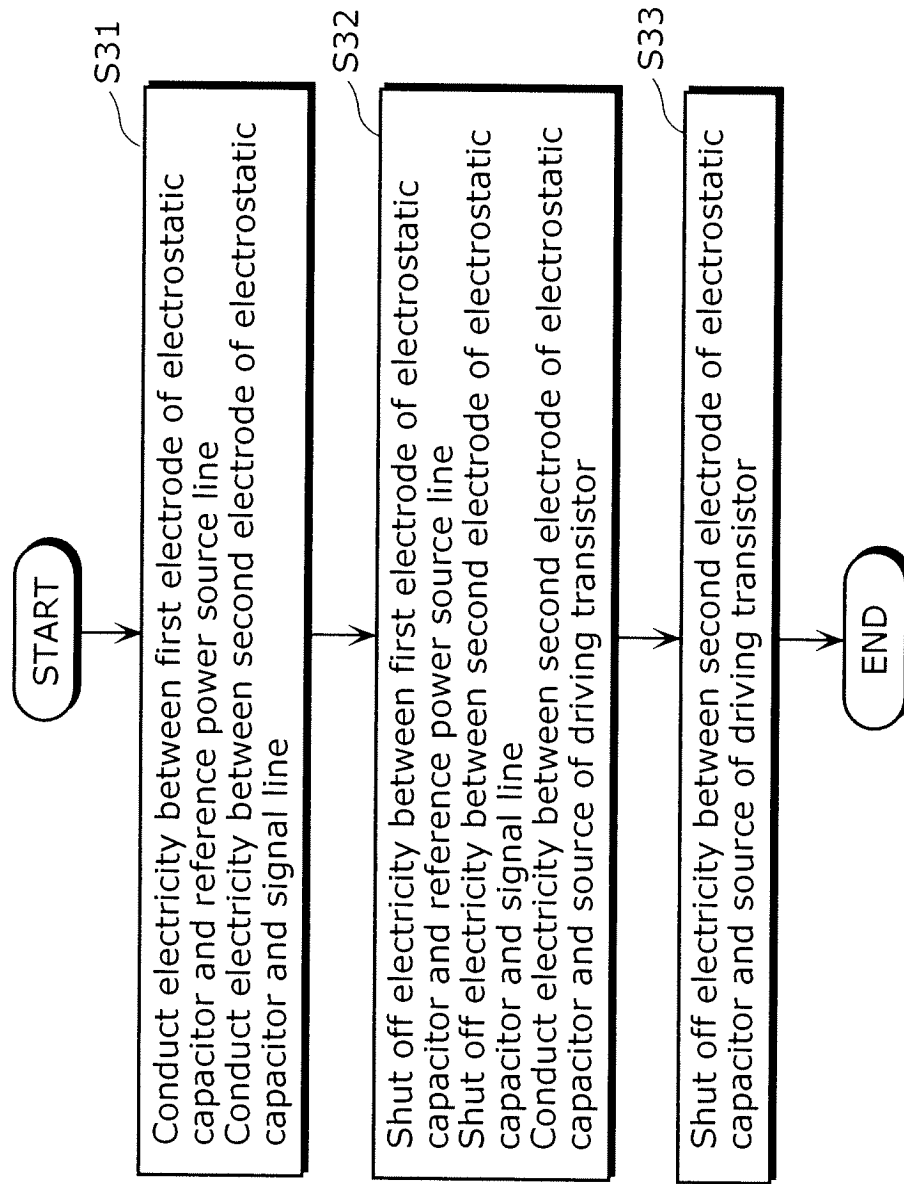 START
S31
Conduct electricity between first electrode of electrostatic
capacitor and reference power source line
Conduct electricity between second electrode of electrostatic
capacitor and signal line
S32
Shut off electricity between first electrode of electrostatic
capacitor and reference power source line
Shut off electricity between second electrode of electrostatic
capacitor and signal line
Conduct electricity between second electrode of electrostatic
capacitor and source of driving transistor
S33
Shut off electricity between second electrode of electrostatic
capacitor and source of driving transistor
END